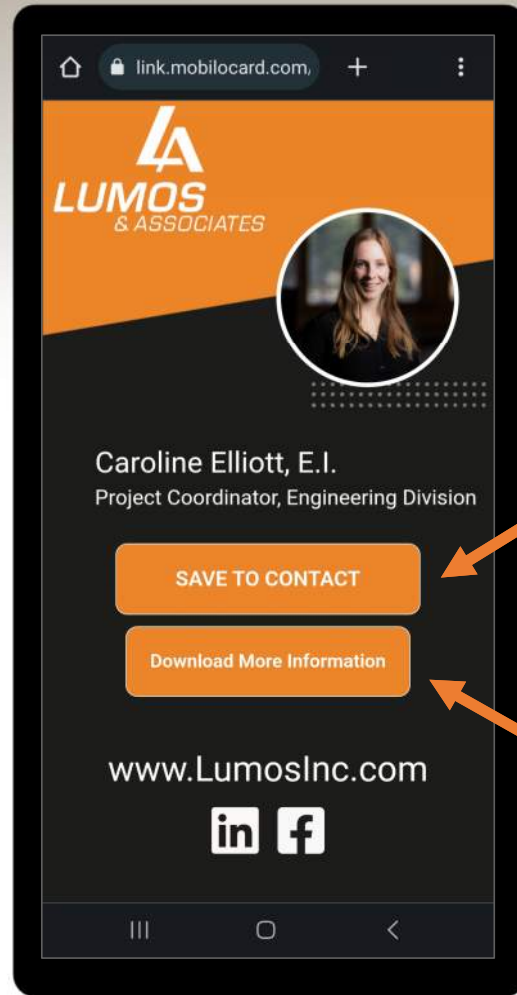 link.mobilocard.com/
LA
LUMOS
& ASSOCIATES
Caroline Elliott, E.I.
Project Coordinator, Engineering Division
SAVE TO CONTACT
Download More Information
www.LumosInc.com
in f